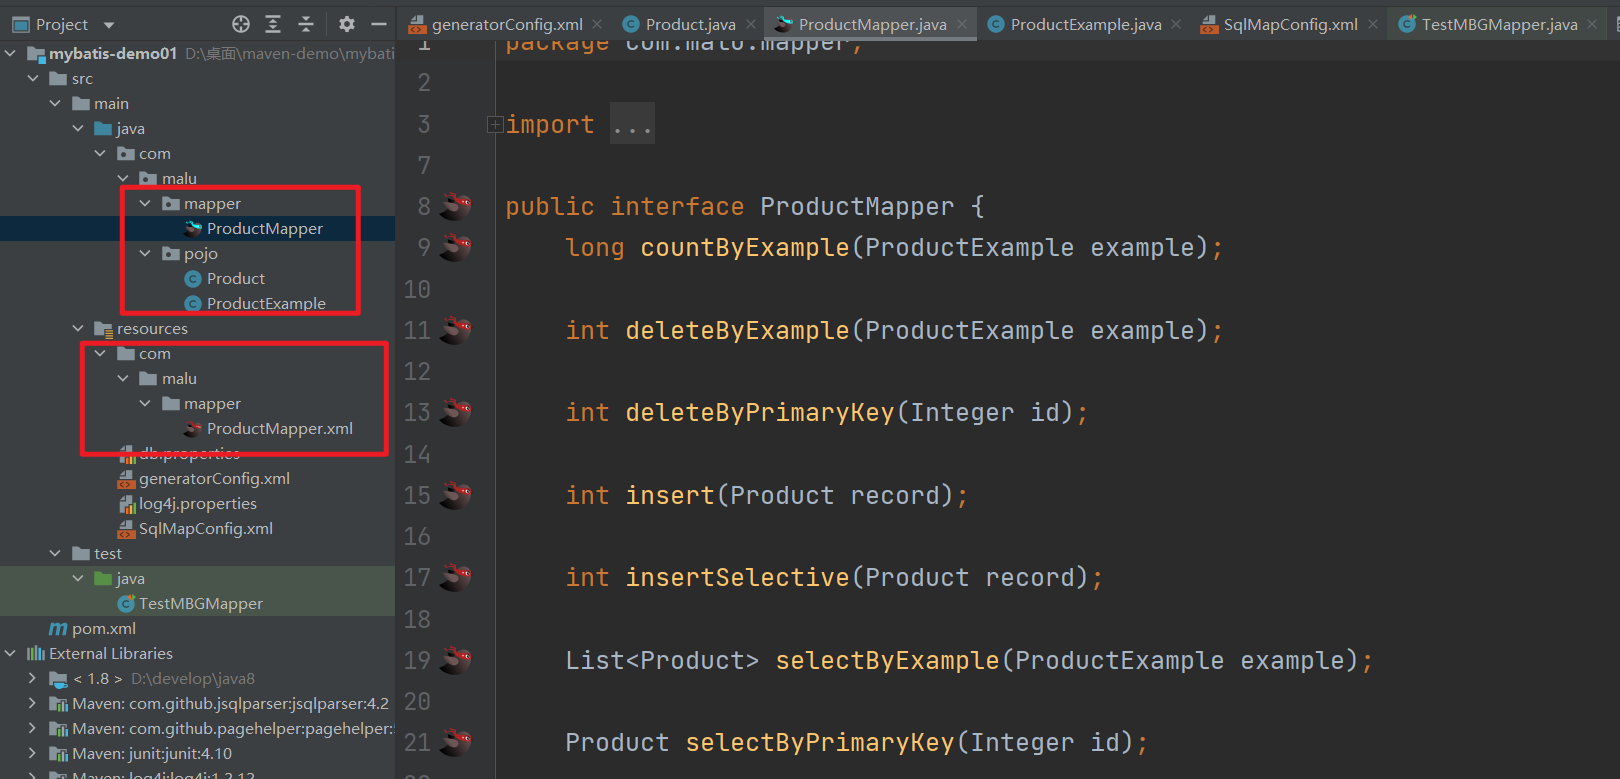 Project
mybatis-demo01 D:\桌面\maven-demo\mybati
src
main
java
com
malu
mapper
ProductMapper
pojo
Product
ProductExample
resources
com
malu
mapper
ProductMapper.xml
db.properties
generatorConfig.xml
log4j.properties
SqlMapConfig.xml
test
java
TestMBGMapper
pom.xml
External Libraries
< 1.8 > D:\develop\java8
Maven: com.github.jsqlparser:jsqlparser:4.2
Maven: com.github.pagehelper:pagehelper:
Maven: junit:junit:4.10
Maven: log4j:log4j:1.2.12
generatorConfig.xml Product.java ProductMapper.java ProductExample.java SqlMapConfig.xml TestMBGMapper.java
1 package com.malu.mapper;
2
3 import ...
7
8 public interface ProductMapper {
9 long countByExample(ProductExample example);
10
11 int deleteByExample(ProductExample example);
12
13 int deleteByPrimaryKey(Integer id);
14
15 int insert(Product record);
16
17 int insertSelective(Product record);
18
19 List<Product> selectByExample(ProductExample example);
20
21 Product selectByPrimaryKey(Integer id);